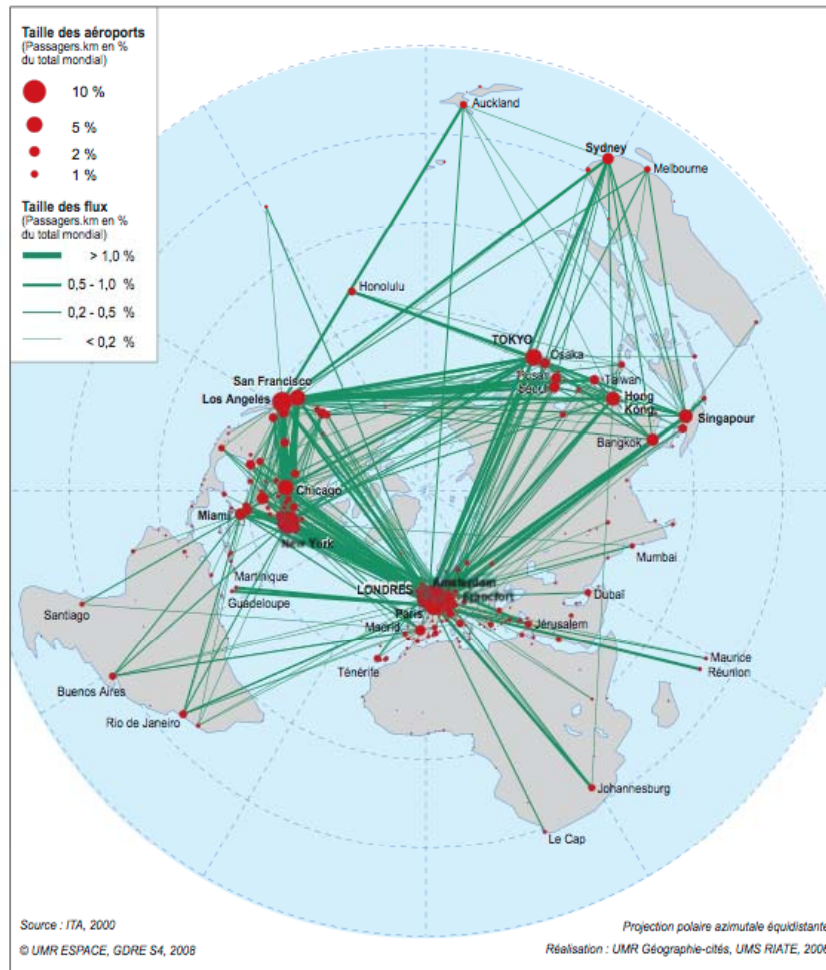 Taille des aéroports
(Passagers.km en %
du total mondial)
10 %
5 %
2 %
1 %
Taille des flux
(Passagers.km en %
du total mondial)
> 1,0 %
0,5 - 1,0 %
0,2 - 0,5 %
< 0,2 %
Auckland
Sydney
Melbourne
Honolulu
TOKYO
Osaka
Taiwan
San Francisco
Los Angeles
Hong
Kong
Singapour
Bangkok
Chicago
Miami
New York
Mumbai
Martinique
Guadeloupe
LONDRES
Amsterdam
Francfort
Dubaï
Paris
Madrid
Jérusalem
Santiago
Ténérife
Maurice
Réunion
Buenos Aires
Rio de Janeiro
Johannesburg
Le Cap
Source : ITA, 2000
Projection polaire azimutale équidistante
© UMR ESPACE, GDRE S4, 2008
Réalisation : UMR Géographie-cités, UMS RIATE, 2006